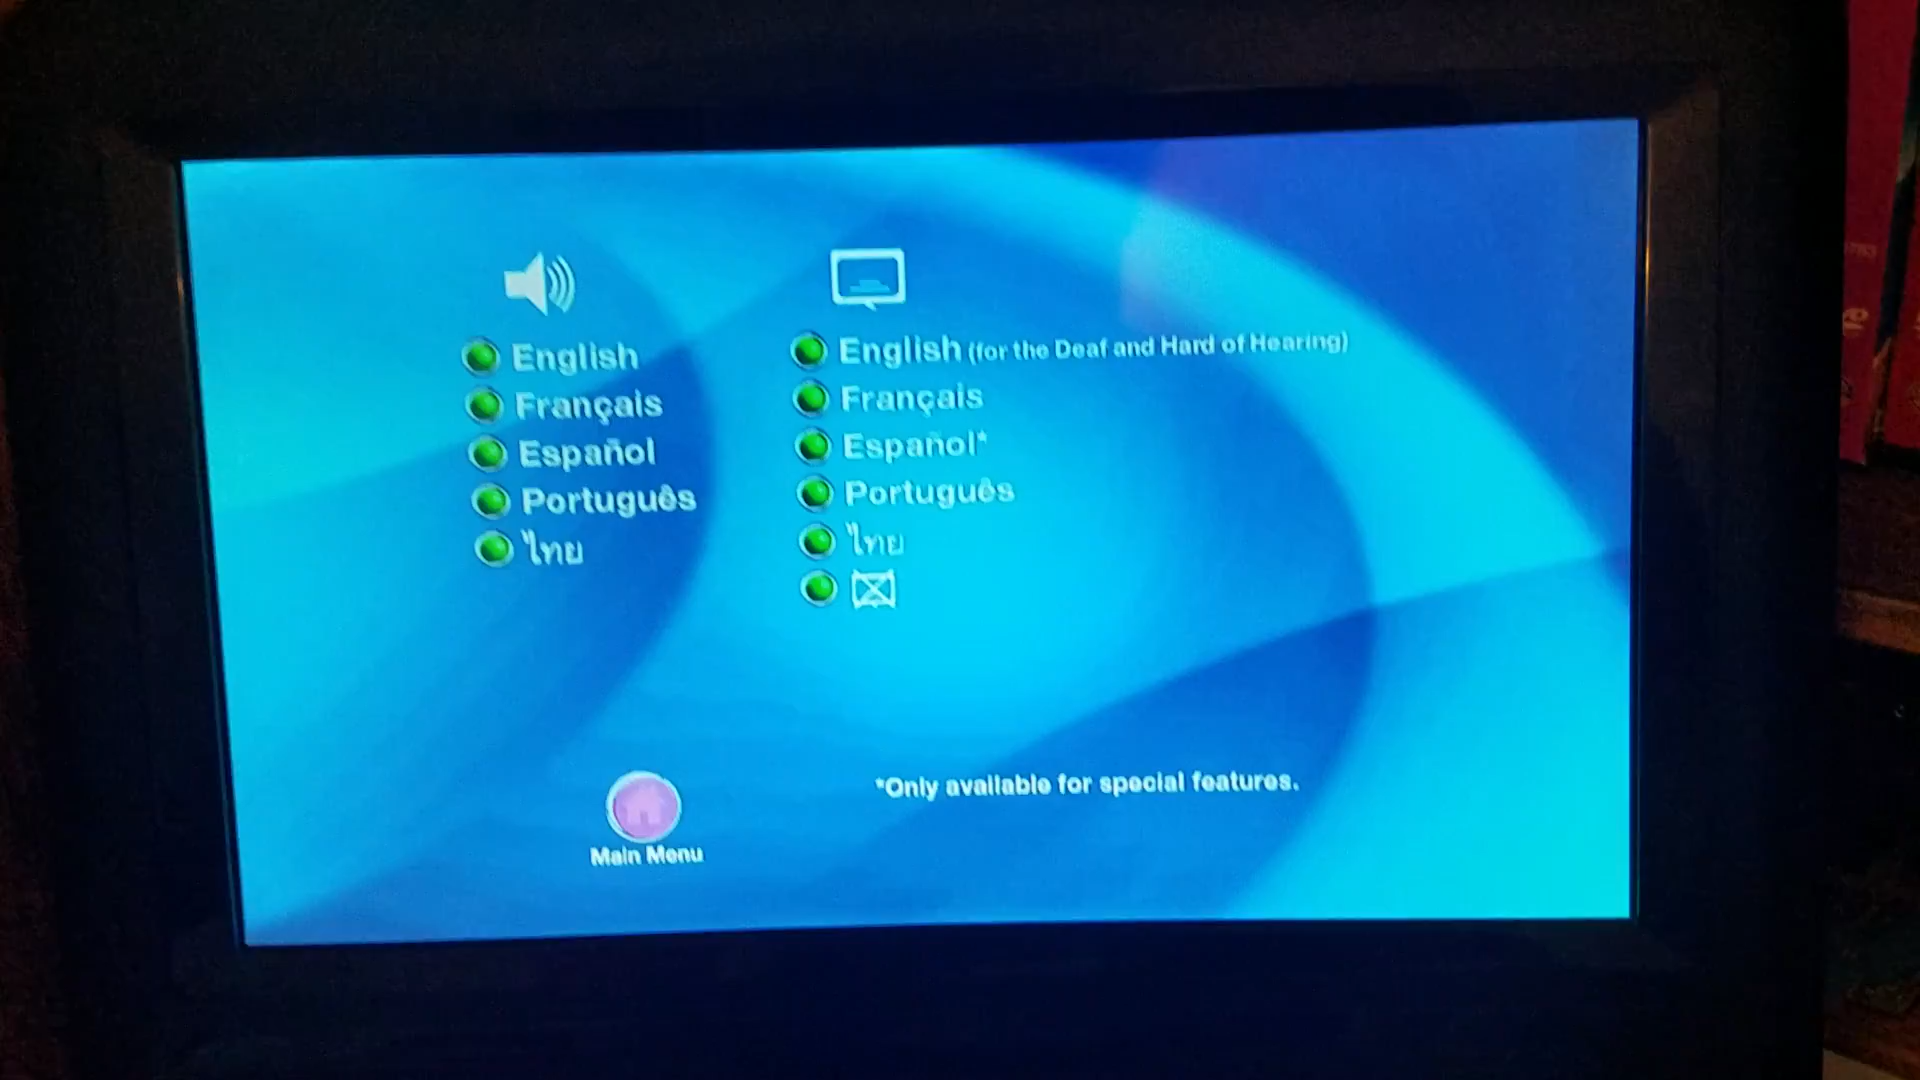 English
Français
Español
Português
ไทย
English (for the Deaf and Hard of Hearing)
Français
Español*
Português
ไทย
*Only available for special features.
Main Menu